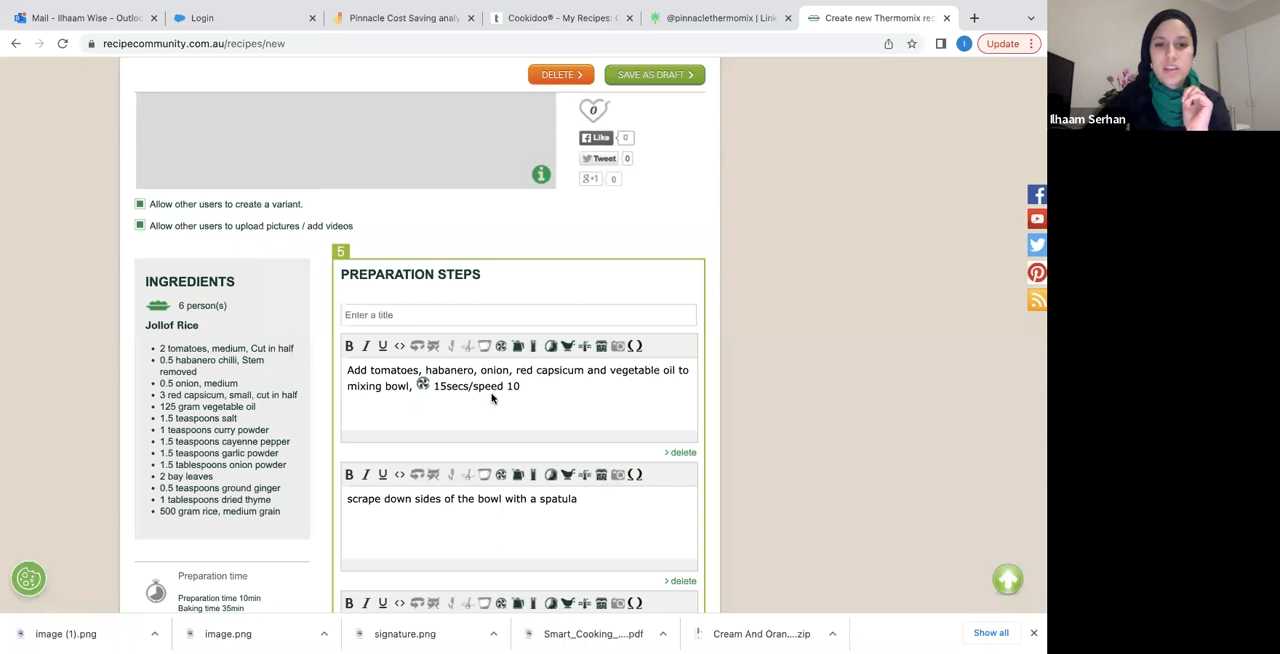 Mail - Ilhaam Wise - Outloo
Login
Pinnacle Cost Saving analy
Cookidoo® - My Recipes: C
@pinnaclethermomix | Link
Create new Thermomix rec
recipecommunity.com.au/recipes/new
I
Update
DELETE
SAVE AS DRAFT
0
Like 0
Tweet 0
g+1 0
i
Allow other users to create a variant.
Allow other users to upload pictures / add videos
INGREDIENTS
6 person(s)
Jollof Rice
• 2 tomatoes, medium, Cut in half
• 0.5 habanero chilli, Stem
removed
• 0.5 onion, medium
• 3 red capsicum, small, cut in half
• 125 gram vegetable oil
• 1.5 teaspoons salt
• 1 teaspoons curry powder
• 1.5 teaspoons cayenne pepper
• 1.5 teaspoons garlic powder
• 1.5 tablespoons onion powder
• 2 bay leaves
• 0.5 teaspoons ground ginger
• 1 tablespoons dried thyme
• 500 gram rice, medium grain
Preparation time
Preparation time 10min
Baking time 35min
5
PREPARATION STEPS
Enter a title
B I U <>
Add tomatoes, habanero, onion, red capsicum and vegetable oil to
mixing bowl, 15secs/speed 10
> delete
B I U <>
scrape down sides of the bowl with a spatula
> delete
B I U <>
Ilhaam Serhan
image (1).png
image.png
signature.png
Smart_Cooking_....pdf
Cream And Oran....zip
Show all